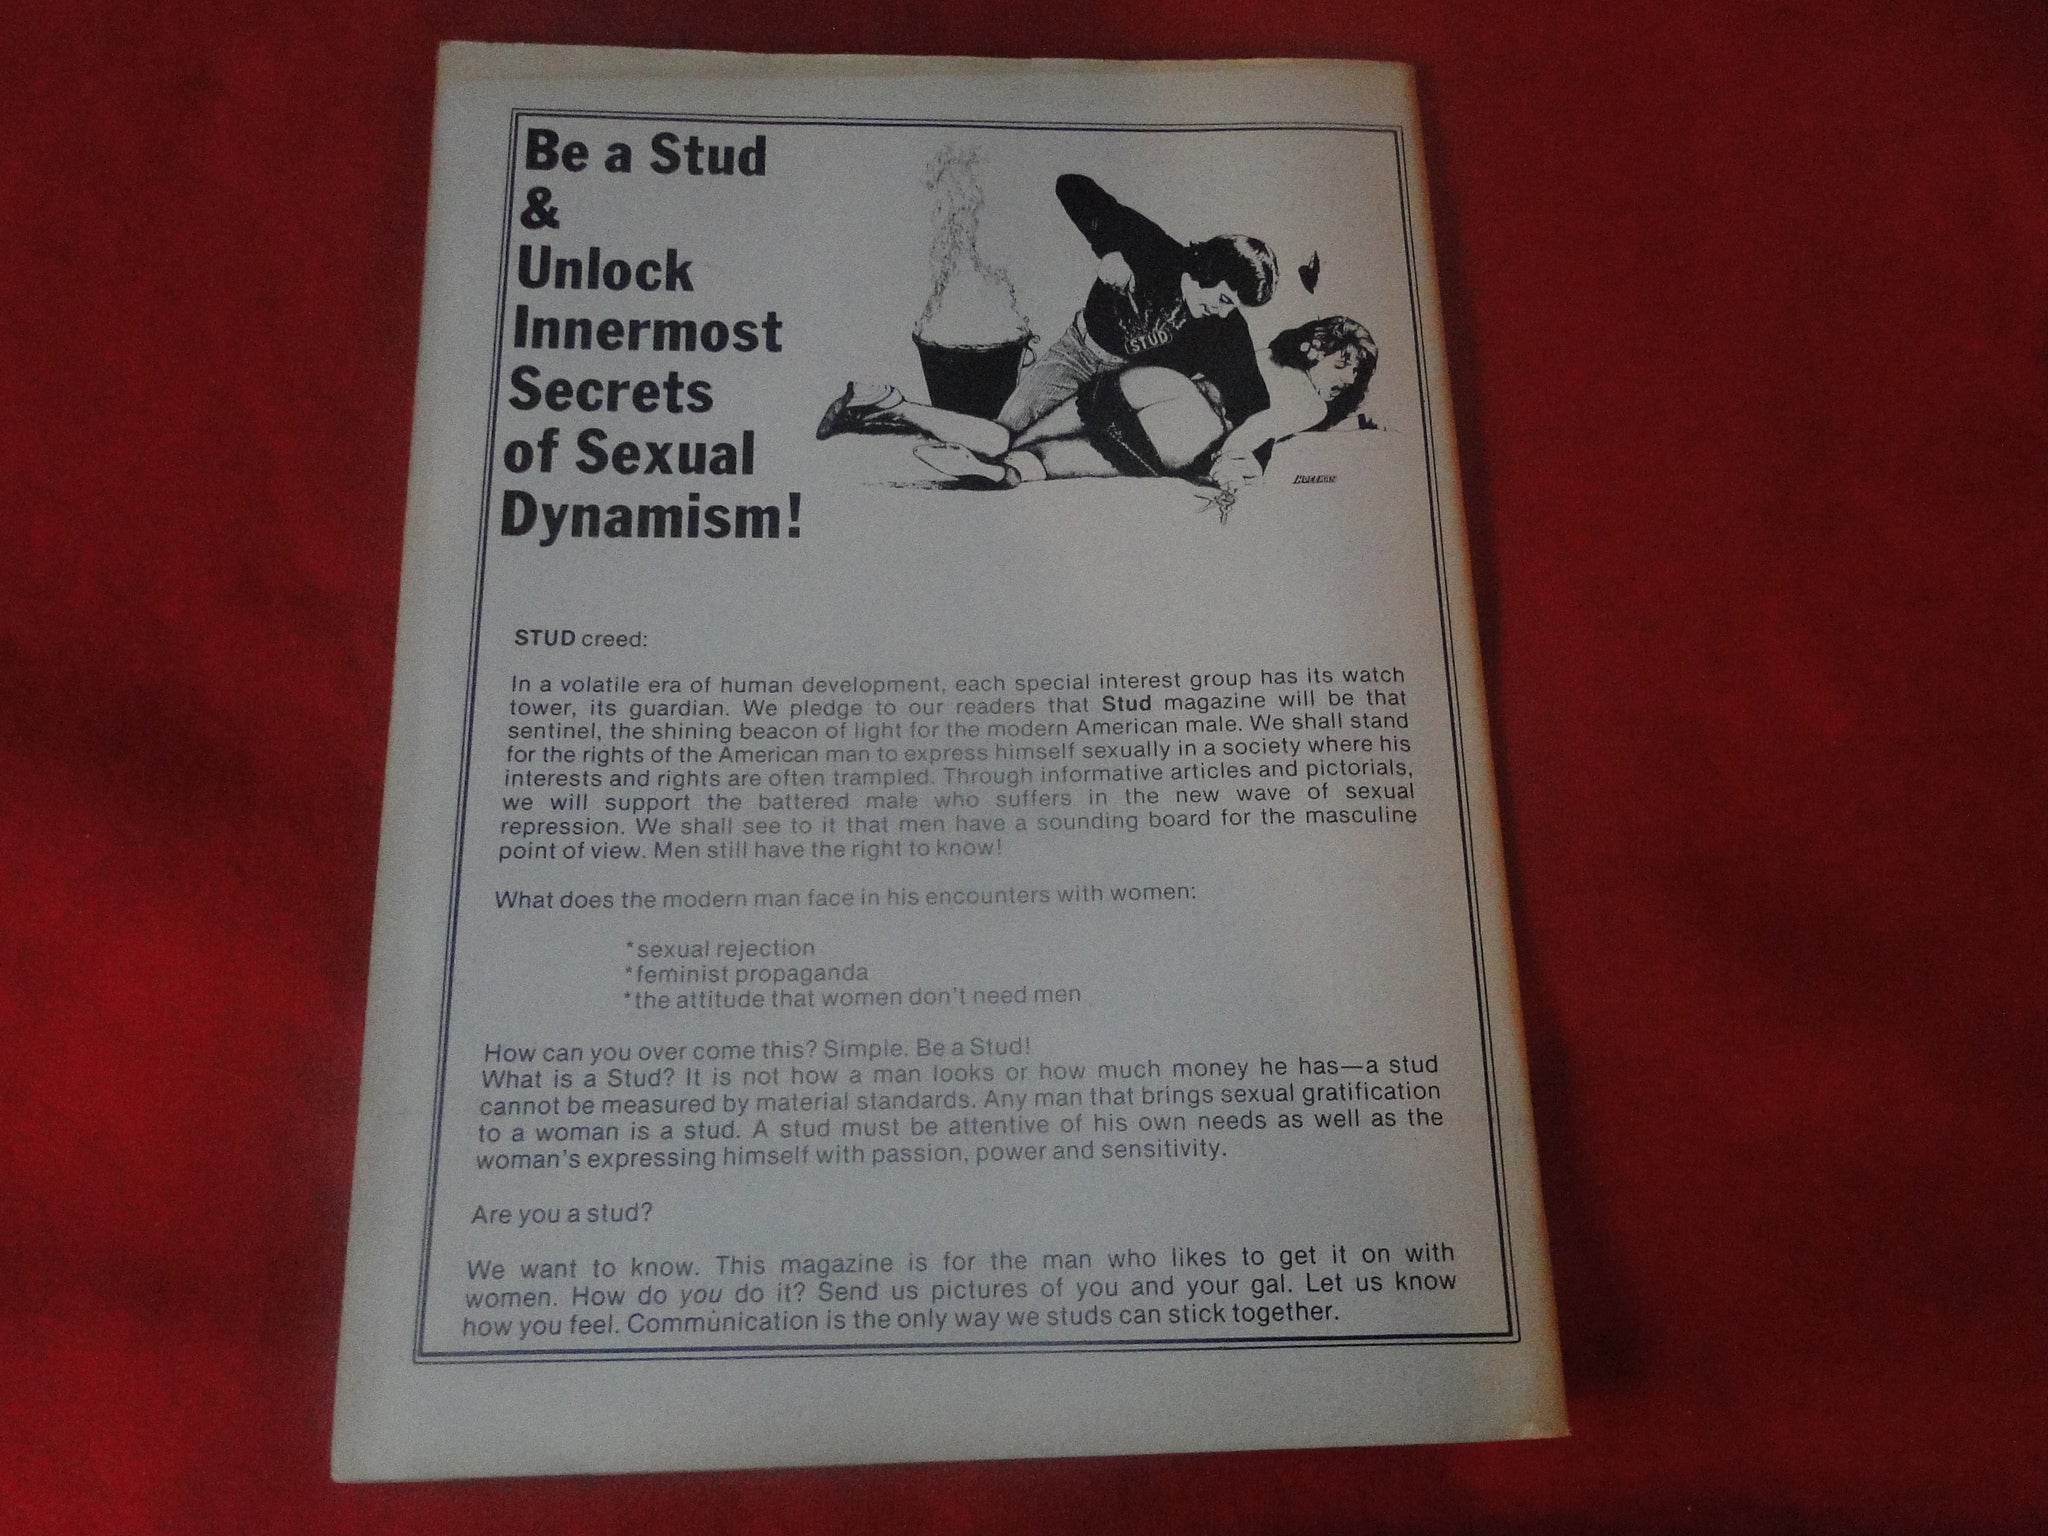 Be a Stud
&
Unlock
Innermost
Secrets
of Sexual
Dynamism!
STUD
HOFFMAN
STUD creed:
In a volatile era of human development, each special interest group has its watch
tower, its guardian. We pledge to our readers that Stud magazine will be that
sentinel, the shining beacon of light for the modern American male. We shall stand
for the rights of the American man to express himself sexually in a society where his
interests and rights are often trampled. Through informative articles and pictorials,
we will support the battered male who suffers in the new wave of sexual
repression. We shall see to it that men have a sounding board for the masculine
point of view. Men still have the right to know!
What does the modern man face in his encounters with women:
*sexual rejection
*feminist propaganda
*the attitude that women don't need men
How can you over come this? Simple. Be a Stud!
What is a Stud? It is not how a man looks or how much money he has—a stud
cannot be measured by material standards. Any man that brings sexual gratification
to a woman is a stud. A stud must be attentive of his own needs as well as the
woman's expressing himself with passion, power and sensitivity.
Are you a stud?
We want to know. This magazine is for the man who likes to get it on with
women. How do you do it? Send us pictures of you and your gal. Let us know
how you feel. Communication is the only way we studs can stick together.